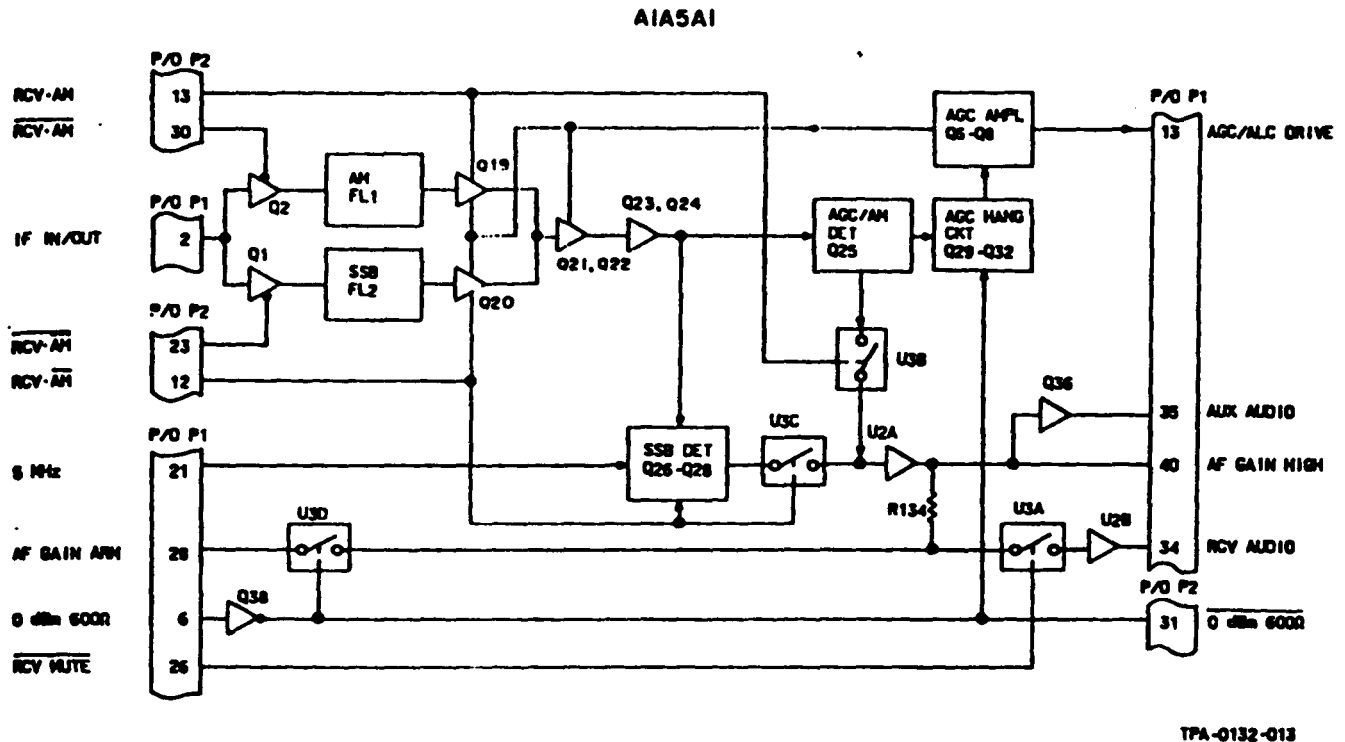 A1A5A1
P/O P2
RCV·AM 13
RCV·AM 30
P/O P1
IF IN/OUT 2
P/O P2
RCV·AM 23
RCV·AM 12
P/O P1
5 MHz 21
AF GAIN ARM 28
0 dBm 600Ω 6
RCV MUTE 26
Q2
AM
FL1
Q1
SSB
FL2
Q19
Q20
Q21, Q22
Q23, Q24
AGC/AM
DET
Q25
AGC AMPL
Q6-Q8
AGC HANG
CKT
Q29-Q32
U3B
SSB DET
Q26-Q28
U3C
U2A
Q36
R134
U3D
Q38
U3A
U2B
P/O P1
13 AGC/ALC DRIVE
35 AUX AUDIO
40 AF GAIN HIGH
34 RCV AUDIO
P/O P2
31 0 dBm 600Ω
TPA-0132-013